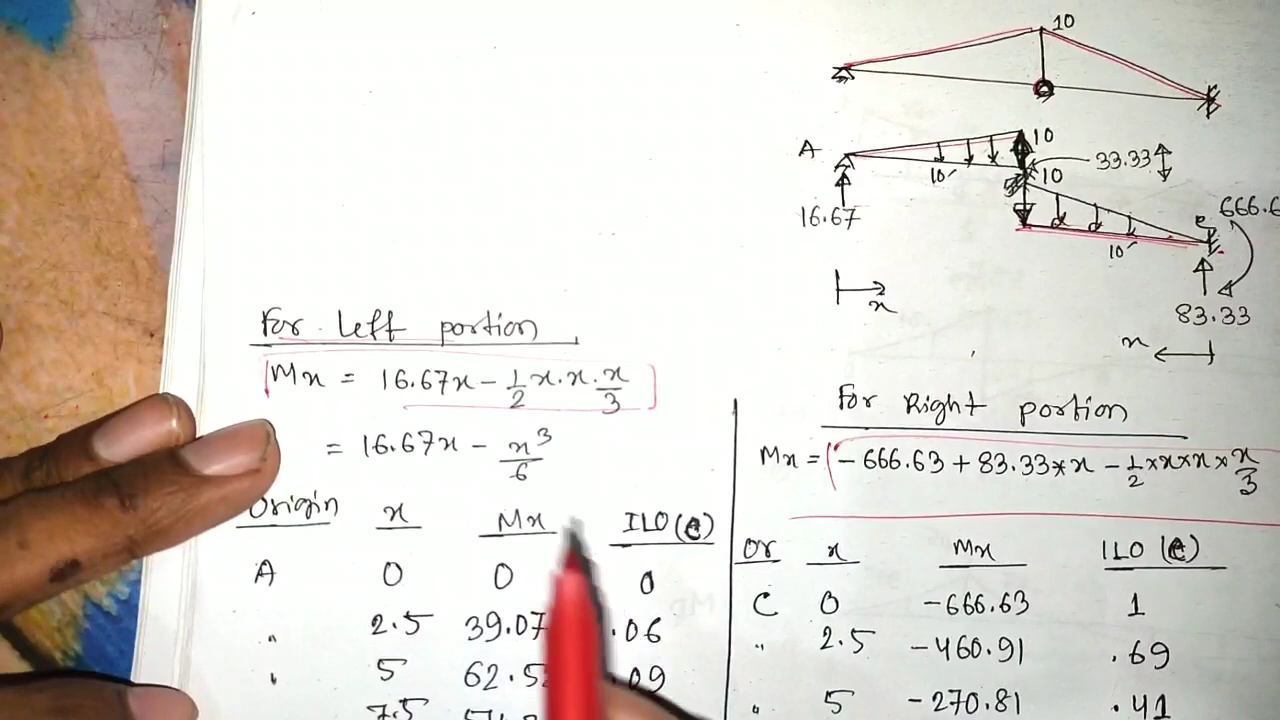 10
A
10
10'
10
33.33
16.67
10'
666.6
e
x
83.33
x
For left portion
Mx = 16.67x - 1/2 x.x.x/3
= 16.67x - x³/6
Origin x Mx ILO(C)
A 0 0 0
" 2.5 39.07 .06
" 5 62.5 .09
7.5
For Right portion
Mx = -666.63 + 83.33*x - 1/2*x*x*x/3
or x Mx ILO (C)
C 0 -666.63 1
" 2.5 -460.91 .69
" 5 -270.81 .41